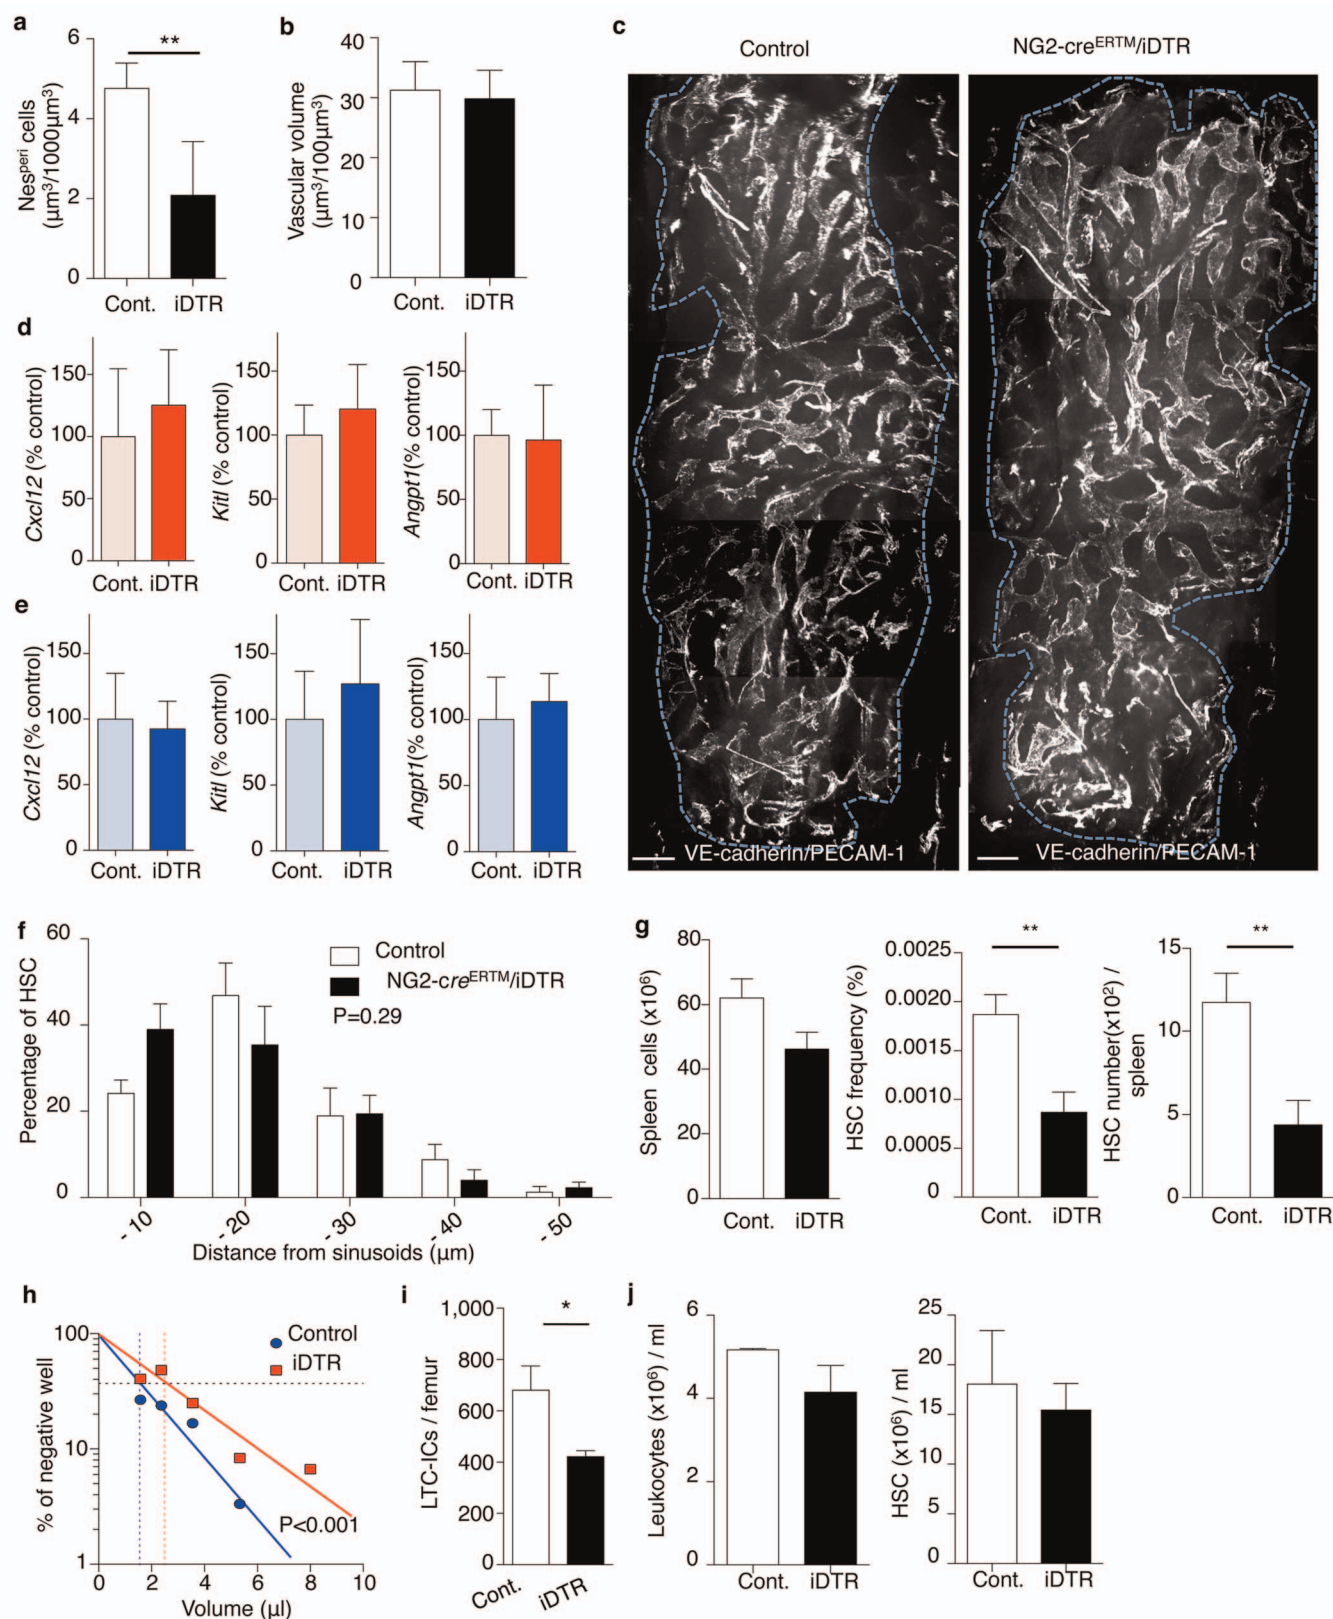 a
Nesperi cells
(µm³/1000µm³)
6
4
2
0
**
Cont. iDTR
b
Vascular volume
(µm³/100µm³)
40
30
20
10
0
Cont. iDTR
c
Control
NG2-creERTM/iDTR
VE-cadherin/PECAM-1
VE-cadherin/PECAM-1
d
Cxcl12 (% control)
150
100
50
0
Cont. iDTR
Kitl (% control)
150
100
50
0
Cont. iDTR
Angpt1(% control)
150
100
50
0
Cont. iDTR
e
Cxcl12 (% control)
150
100
50
0
Cont. iDTR
Kitl (% control)
150
100
50
0
Cont. iDTR
Angpt1(% control)
150
100
50
0
Cont. iDTR
f
Percentage of HSC
60
40
20
0
Control
NG2-creERTM/iDTR
P=0.29
- 10
- 20
- 30
- 40
- 50
Distance from sinusoids (µm)
g
Spleen cells (x10⁶)
80
60
40
20
0
Cont. iDTR
HSC frequency (%)
0.0025
0.0020
0.0015
0.0010
0.0005
0
**
Cont. iDTR
HSC number(x10²) /
spleen
15
10
5
0
**
Cont. iDTR
h
% of negative well
100
10
1
Control
iDTR
P<0.001
0 2 4 6 8 10
Volume (µl)
i
LTC-ICs / femur
1,000
800
600
400
200
0
*
Cont. iDTR
j
Leukocytes (x10⁶) / ml
6
4
2
0
Cont. iDTR
HSC (x10⁶) / ml
25
20
15
10
5
0
Cont. iDTR